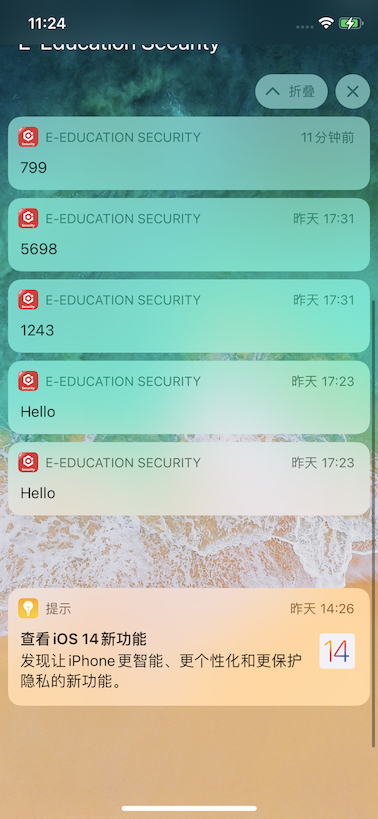 11:24
E-Education Security
折叠
E-EDUCATION SECURITY 11分钟前
799
E-EDUCATION SECURITY 昨天 17:31
5698
E-EDUCATION SECURITY 昨天 17:31
1243
E-EDUCATION SECURITY 昨天 17:23
Hello
E-EDUCATION SECURITY 昨天 17:23
Hello
提示 昨天 14:26
查看 iOS 14 新功能
14
发现让 iPhone 更智能、更个性化和更保护
隐私的新功能。